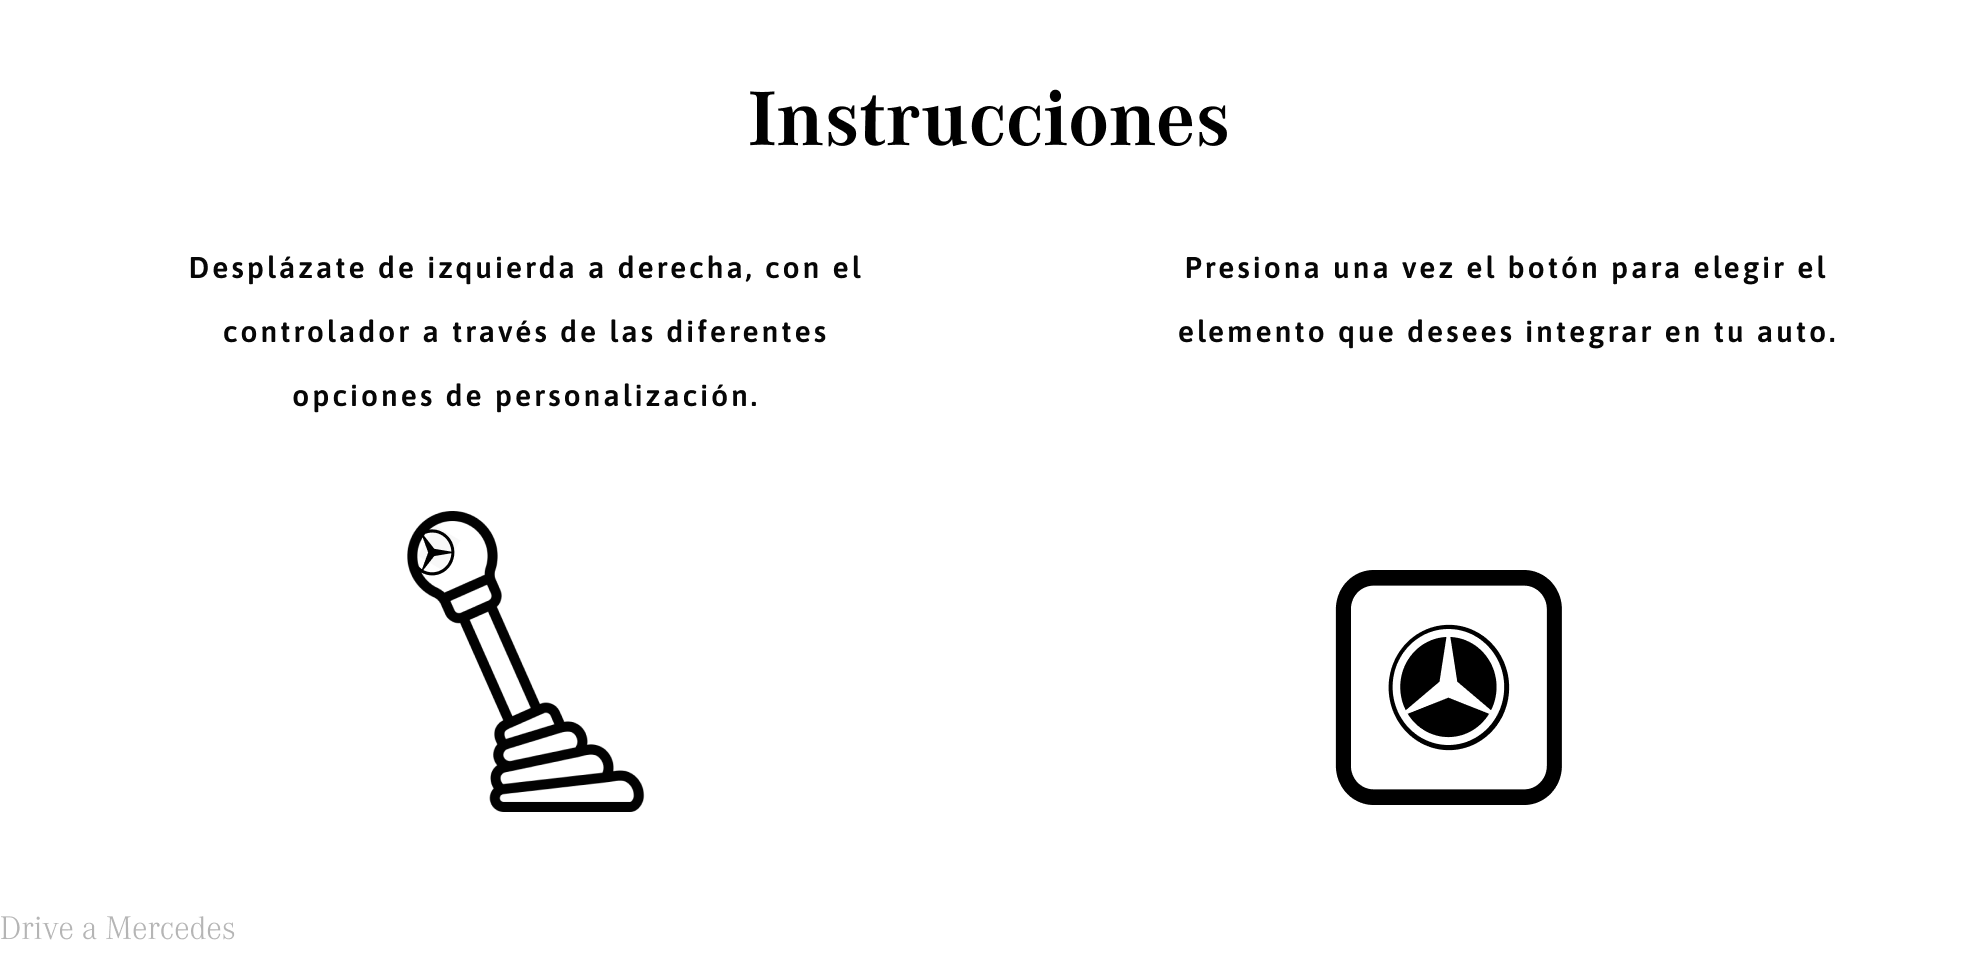 Instrucciones
Desplázate de izquierda a derecha, con el
controlador a través de las diferentes
opciones de personalización.
Presiona una vez el botón para elegir el
elemento que desees integrar en tu auto.
Drive a Mercedes